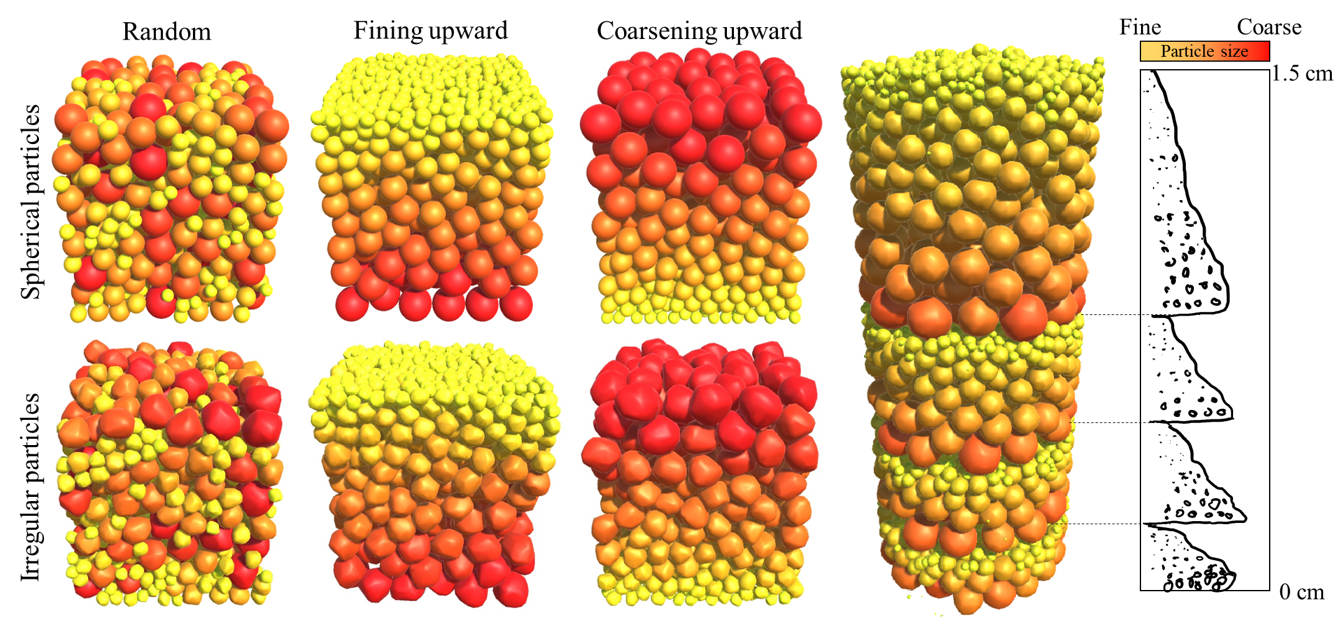 Random
Fining upward
Coarsening upward
Fine
Coarse
Particle size
1.5 cm
Spherical particles
Irregular particles
0 cm